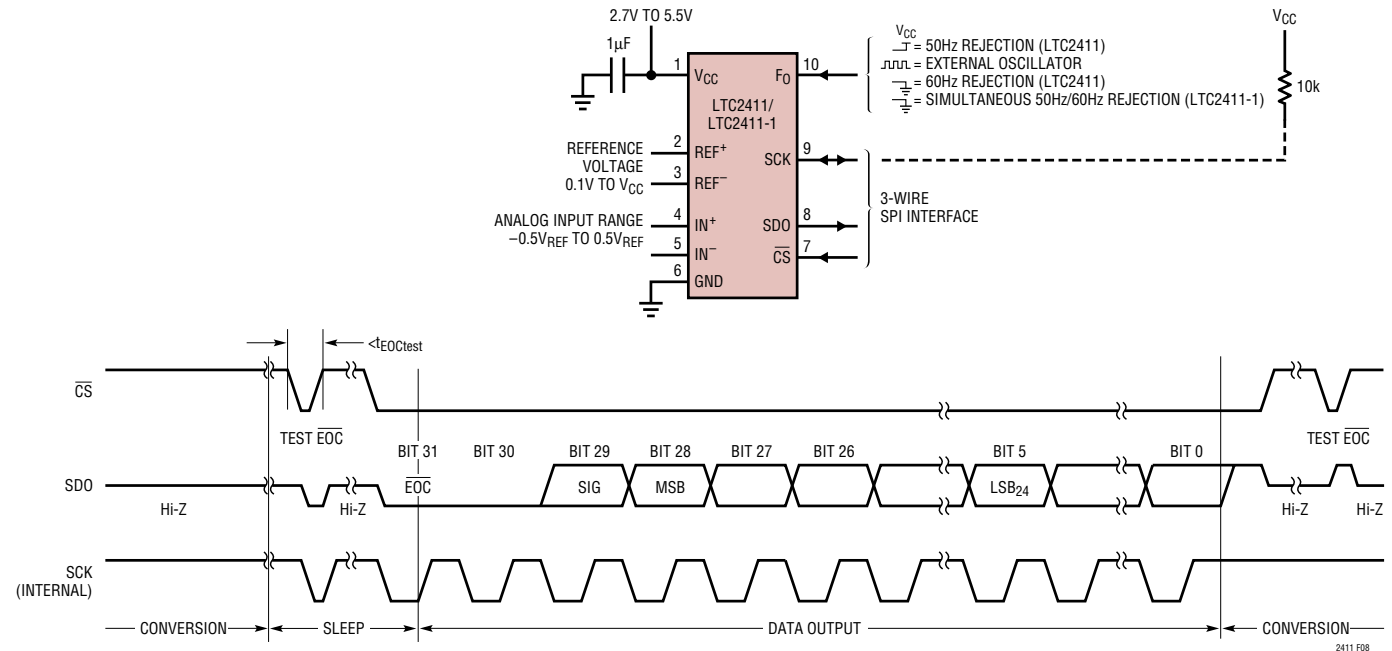 2.7V TO 5.5V
1µF
VCC
= 50Hz REJECTION (LTC2411)
= EXTERNAL OSCILLATOR
= 60Hz REJECTION (LTC2411)
= SIMULTANEOUS 50Hz/60Hz REJECTION (LTC2411-1)
VCC
10k
1
VCC
FO
10
LTC2411/
LTC2411-1
REFERENCE
VOLTAGE
0.1V TO VCC
2
REF+
3
REF−
SCK
9
ANALOG INPUT RANGE
−0.5VREF TO 0.5VREF
4
IN+
5
IN−
6
GND
SDO
8
CS
7
3-WIRE
SPI INTERFACE
<tEOCtest
CS
TEST EOC
TEST EOC
BIT 31
BIT 30
BIT 29
BIT 28
BIT 27
BIT 26
BIT 5
BIT 0
SDO
EOC
SIG
MSB
LSB24
Hi-Z
Hi-Z
Hi-Z
Hi-Z
SCK
(INTERNAL)
CONVERSION
SLEEP
DATA OUTPUT
CONVERSION
2411 F08